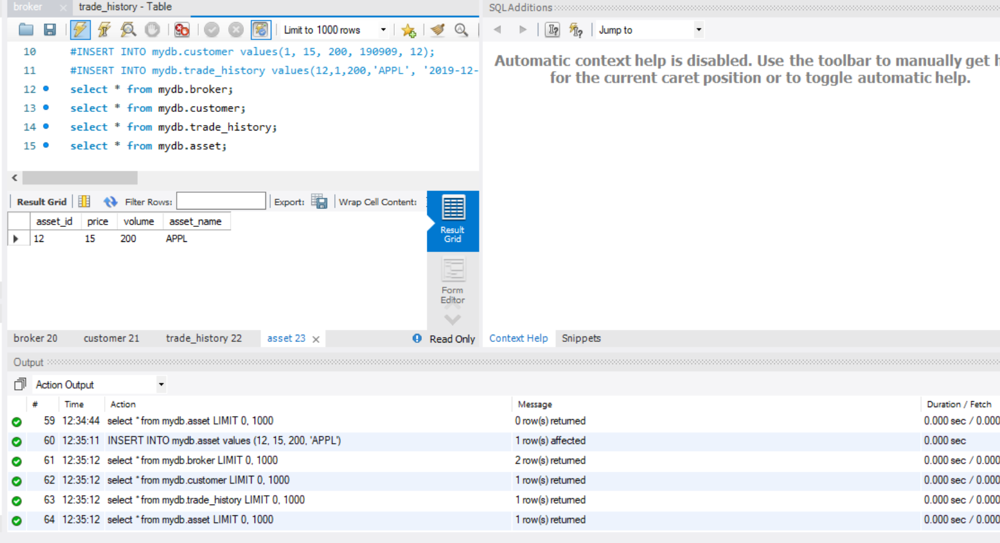 broker × trade_history - Table
Limit to 1000 rows
10 #INSERT INTO mydb.customer values(1, 15, 200, 190909, 12);
11 #INSERT INTO mydb.trade_history values(12,1,200,'APPL', '2019-12-
12 select * from mydb.broker;
13 select * from mydb.customer;
14 select * from mydb.trade_history;
15 select * from mydb.asset;
Result Grid Filter Rows: Export: Wrap Cell Content:
asset_id price volume asset_name
12 15 200 APPL
Result
Grid
Form
Editor
broker 20 customer 21 trade_history 22 asset 23 × Read Only
SQLAdditions
Jump to
Automatic context help is disabled. Use the toolbar to manually get h
for the current caret position or to toggle automatic help.
Context Help Snippets
Output
Action Output
# Time Action Message Duration / Fetch
59 12:34:44 select * from mydb.asset LIMIT 0, 1000 0 row(s) returned 0.000 sec / 0.000
60 12:35:11 INSERT INTO mydb.asset values (12, 15, 200, 'APPL') 1 row(s) affected 0.000 sec
61 12:35:12 select * from mydb.broker LIMIT 0, 1000 2 row(s) returned 0.000 sec / 0.000
62 12:35:12 select * from mydb.customer LIMIT 0, 1000 1 row(s) returned 0.000 sec / 0.000
63 12:35:12 select * from mydb.trade_history LIMIT 0, 1000 1 row(s) returned 0.000 sec / 0.000
64 12:35:12 select * from mydb.asset LIMIT 0, 1000 1 row(s) returned 0.000 sec / 0.000